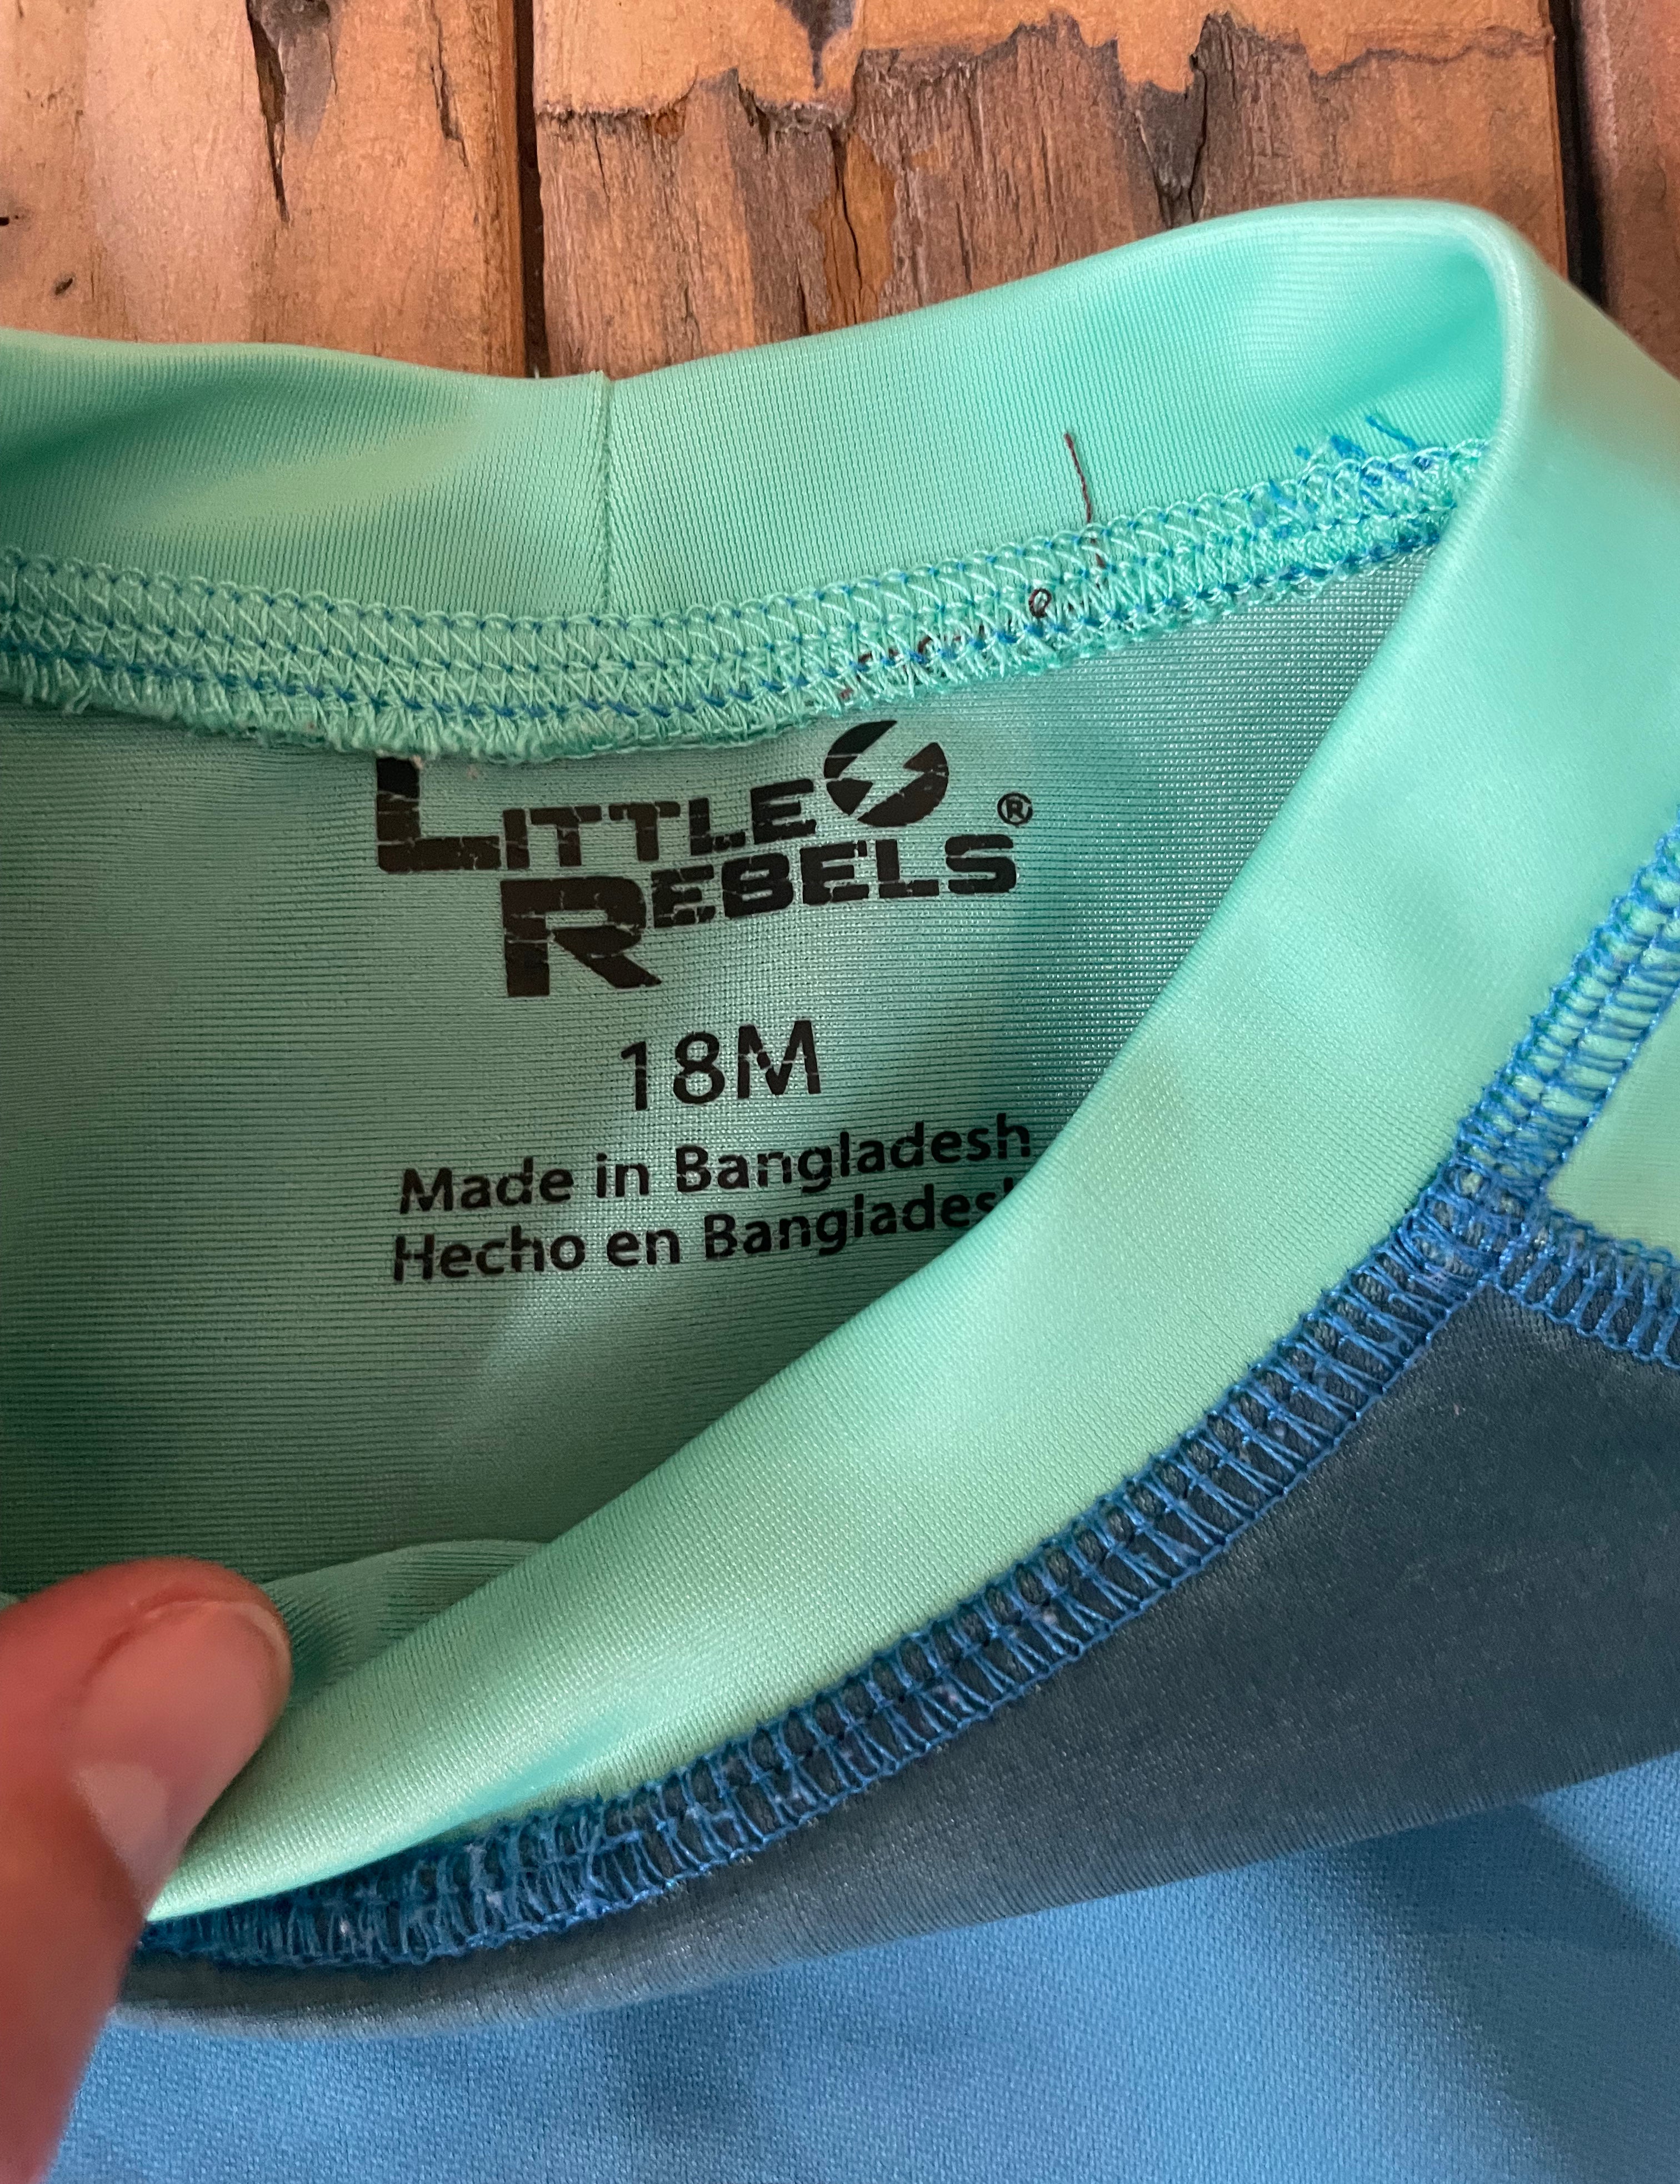 LITTLE
REBELS®
18M
Made in Bangladesh
Hecho en Banglades